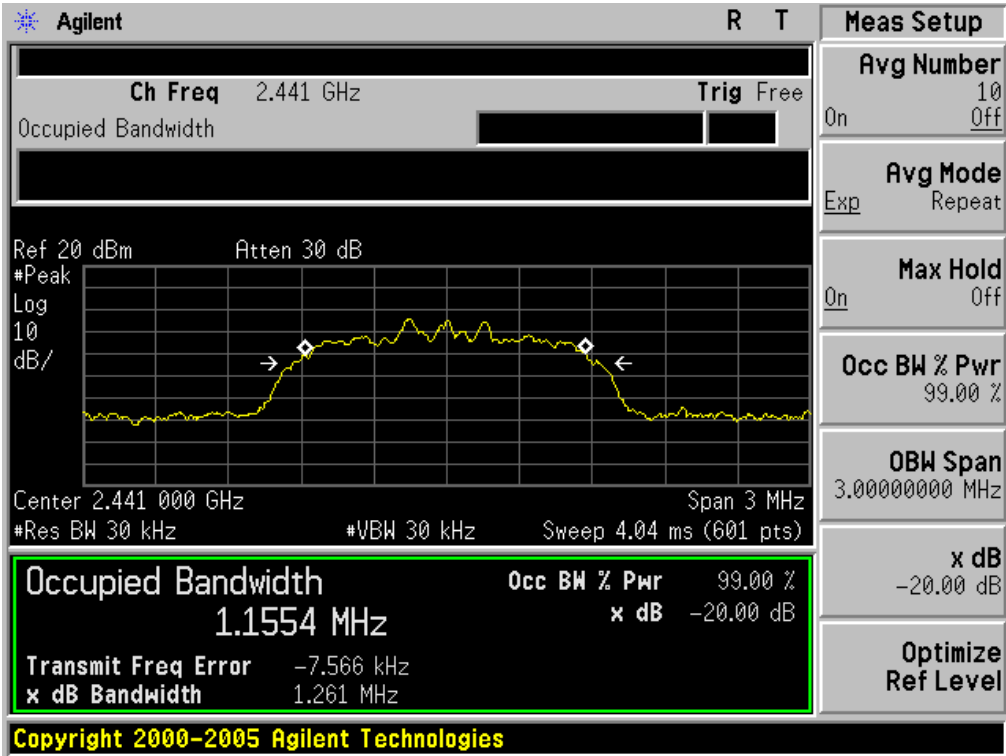 Agilent R T
Ch Freq 2.441 GHz Trig Free
Occupied Bandwidth
Ref 20 dBm Atten 30 dB
#Peak
Log
10
dB/
Center 2.441 000 GHz Span 3 MHz
#Res BW 30 kHz #VBW 30 kHz Sweep 4.04 ms (601 pts)
Occupied Bandwidth
1.1554 MHz
Occ BW % Pwr 99.00 %
x dB -20.00 dB
Transmit Freq Error -7.566 kHz
x dB Bandwidth 1.261 MHz
Copyright 2000-2005 Agilent Technologies
Meas Setup
Avg Number
10
On Off
Avg Mode
Exp Repeat
Max Hold
On Off
Occ BW % Pwr
99.00 %
OBW Span
3.00000000 MHz
x dB
-20.00 dB
Optimize
Ref Level